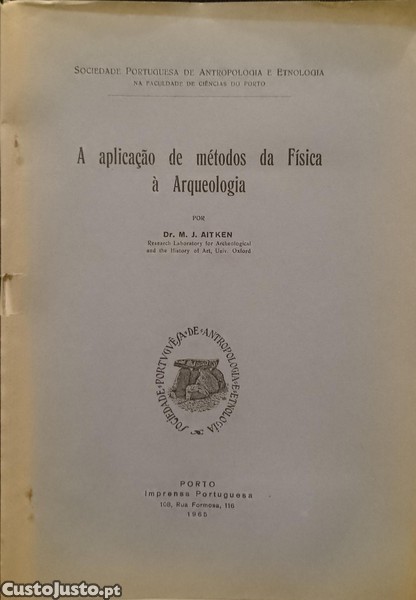 SOCIEDADE PORTUGUESA DE ANTROPOLOGIA E ETNOLOGIA
NA FACULDADE DE CIÊNCIAS DO PORTO
A aplicação de métodos da Física
à Arqueologia
POR
Dr. M. J. AITKEN
Research Laboratory for Archeological
and the History of Art, Univ. Oxford
SOCIEDADE·PORTVGVÊSA·DE·ANTROPOLOGIA·E·ETNOLOGIA
PORTO
Imprensa Portuguesa
108, Rua Formosa, 116
1965
CustoJusto.pt